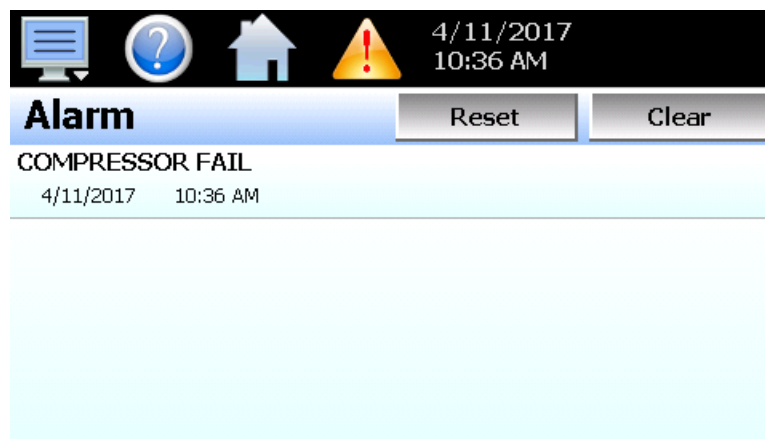 4/11/2017
10:36 AM
Alarm Reset Clear
COMPRESSOR FAIL
4/11/2017 10:36 AM